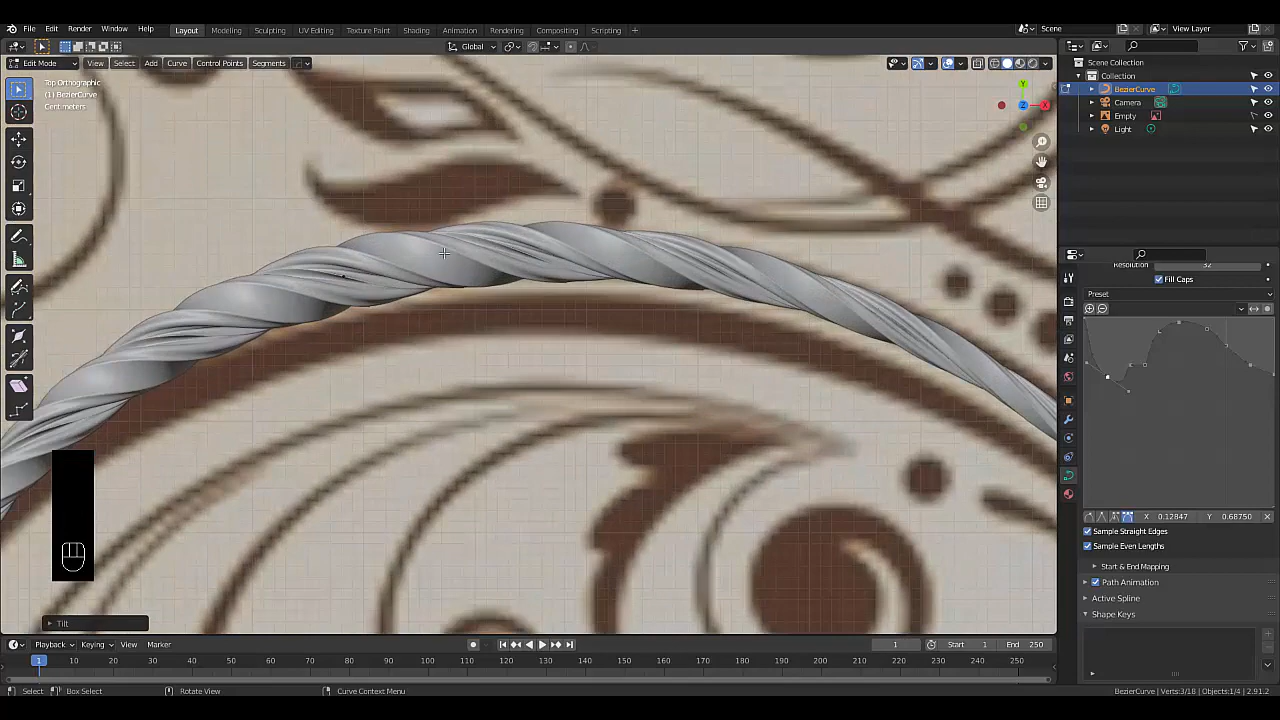 File Edit Render Window Help Layout Modeling Sculpting UV Editing Texture Paint Shading Animation Rendering Compositing Scripting Scene View Layer
Global
Edit Mode View Select Add Curve Control Points Segments
Top Orthographic
(1) BezierCurve
Centimeters
Y
X
Z
Scene Collection
Collection
BezierCurve
Camera
Empty
Light
Resolution 32
Fill Caps
Preset
X 0.12847 Y 0.68750
Sample Straight Edges
Sample Even Lengths
Start & End Mapping
Path Animation
Active Spline
Shape Keys
Tilt
Playback Keying View Marker 1 Start 1 End 250
1 10 20 30 40 50 60 70 80 90 100 110 120 130 140 150 160 170 180 190 200 210 220 230 240 250
Select Box Select Rotate View Curve Context Menu BezierCurve | Verts:3/18 | Objects:1/4 | 2.91.2